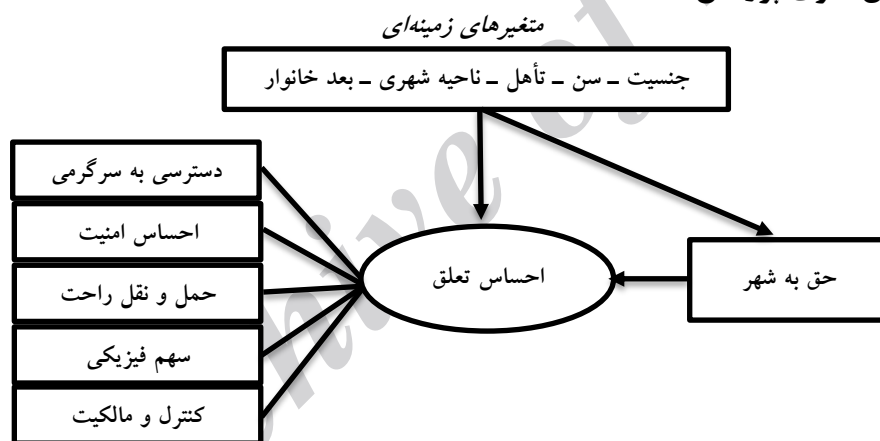 متغیرهای زمینه‌ای
جنسیت ـ سن ـ تأهل ـ ناحیه شهری ـ بعد خانوار
دسترسی به سرگرمی
احساس امنیت
حمل و نقل راحت
سهم فیزیکی
کنترل و مالکیت
احساس تعلق
حق به شهر